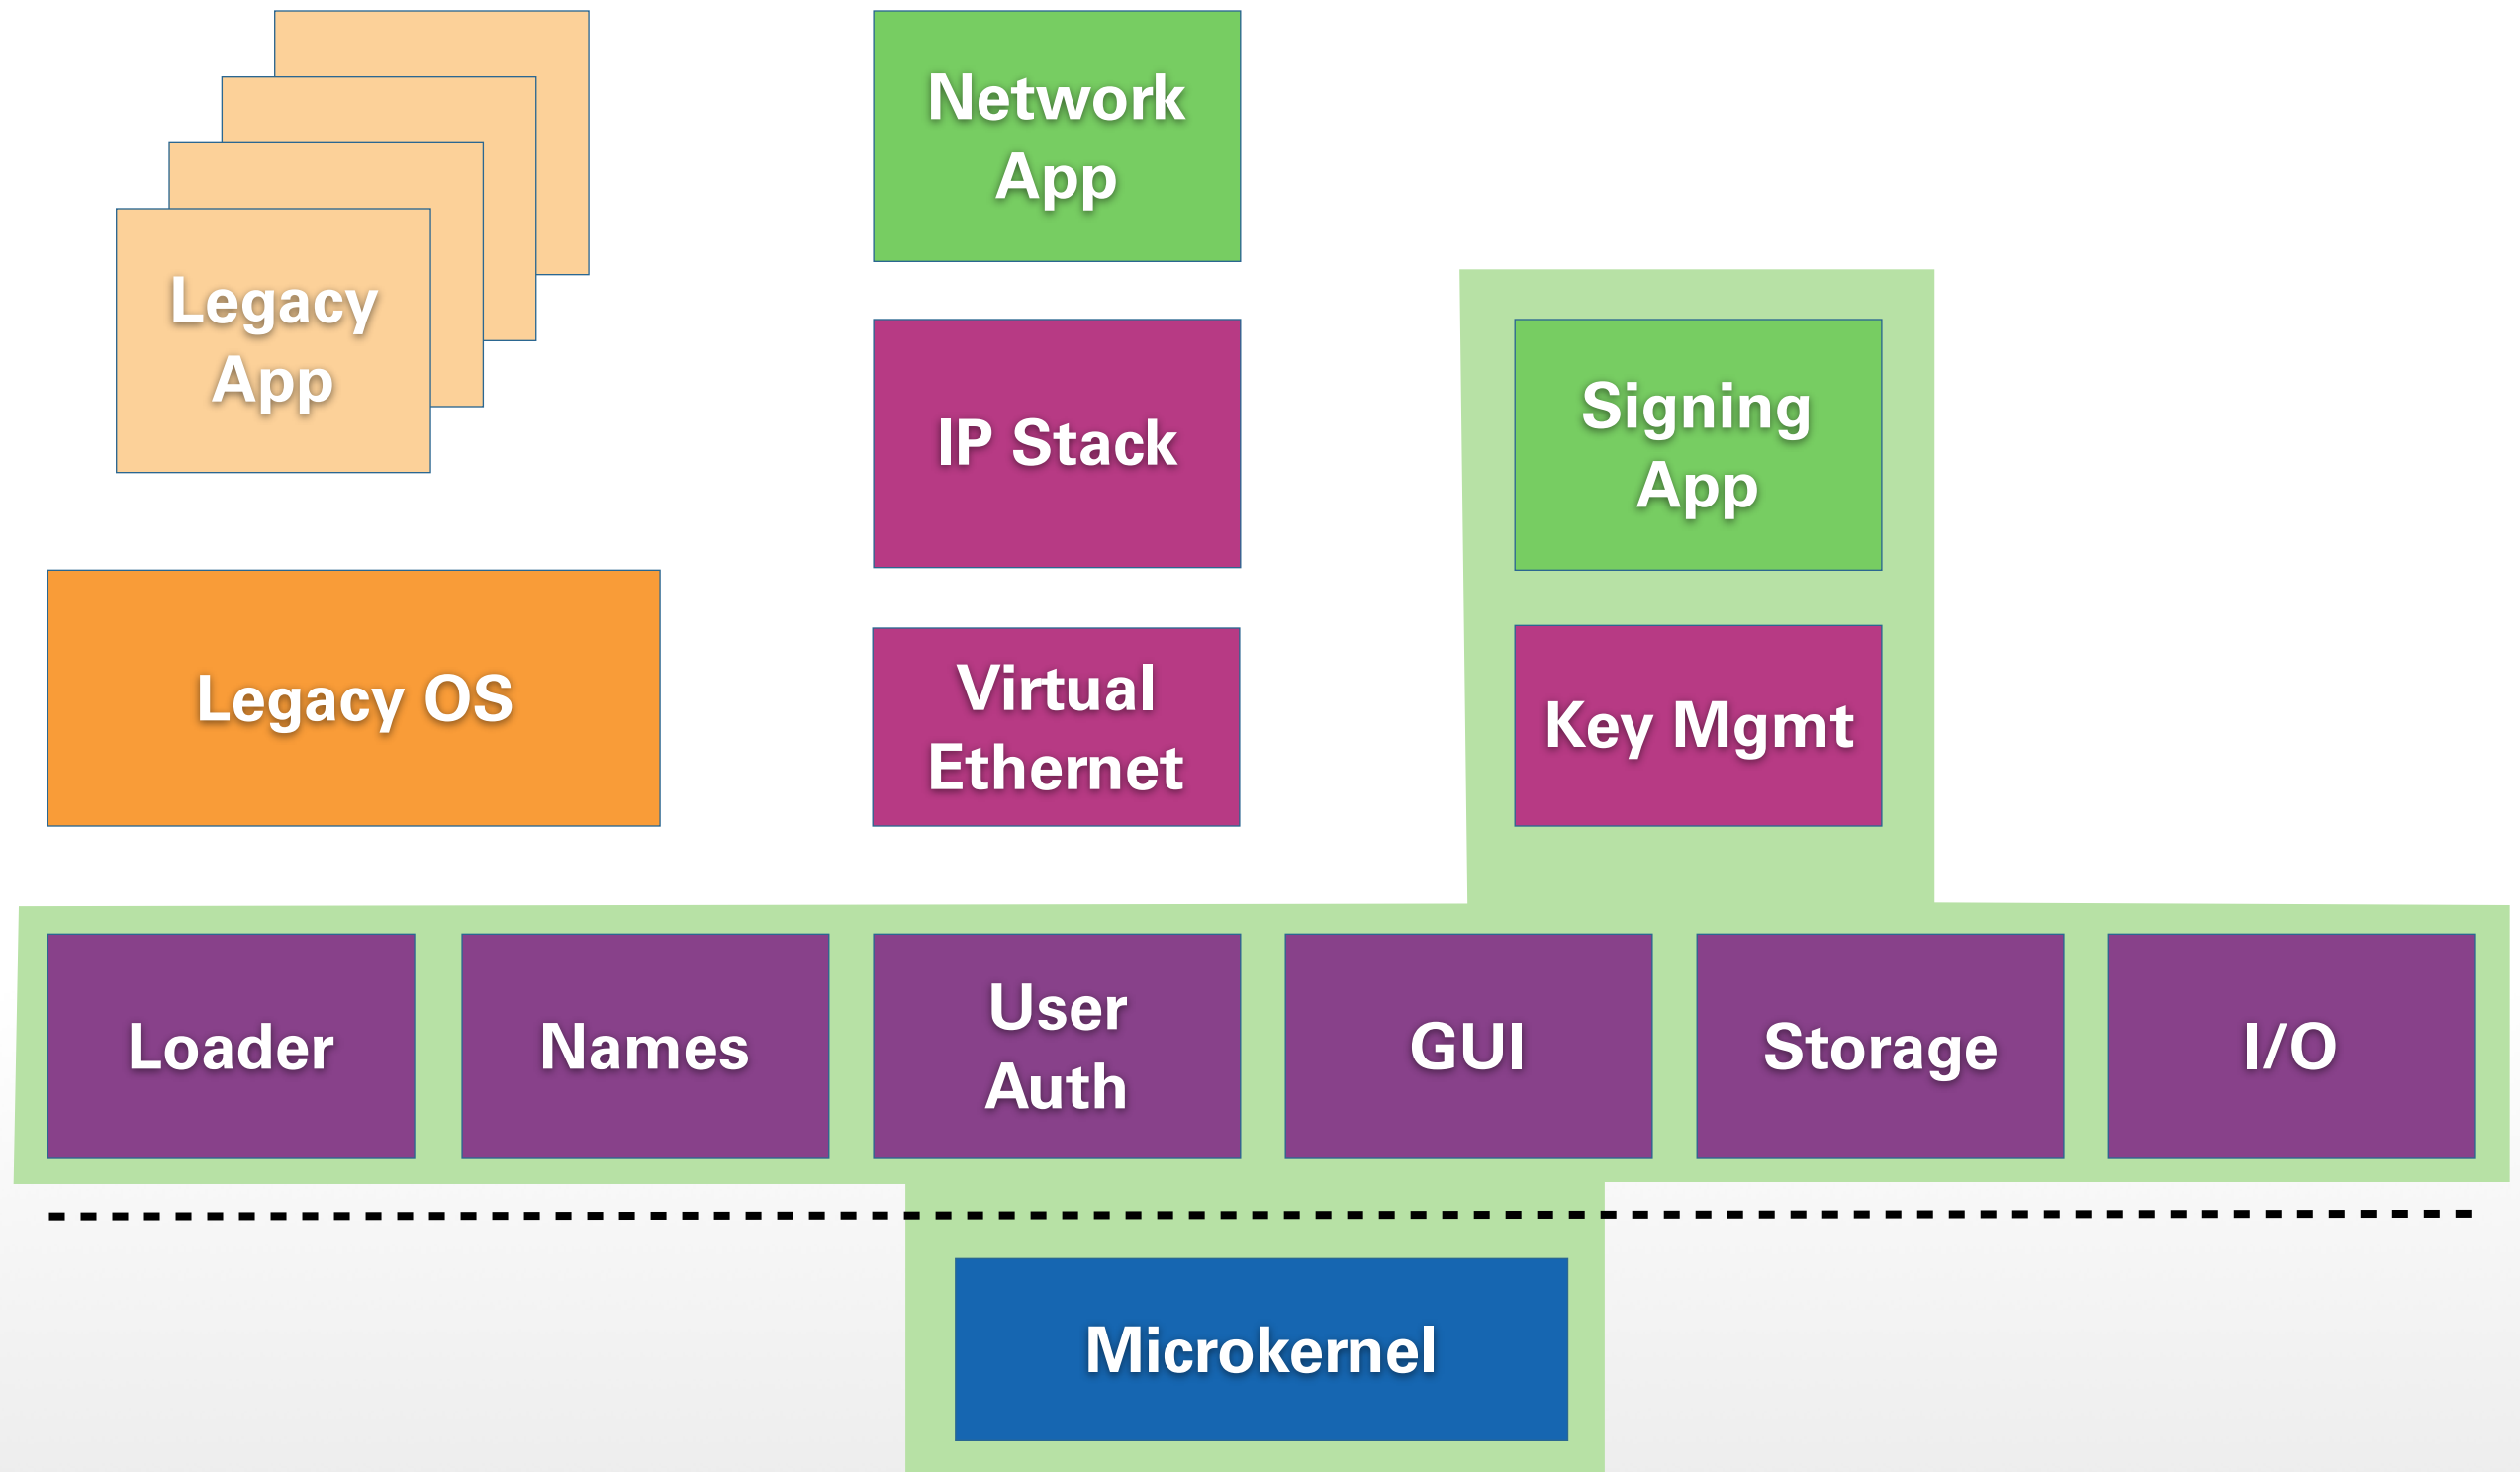 Network
App
Legacy
App
IP Stack
Signing
App
Legacy OS
Virtual
Ethernet
Key Mgmt
Loader
Names
User
Auth
GUI
Storage
I/O
Microkernel